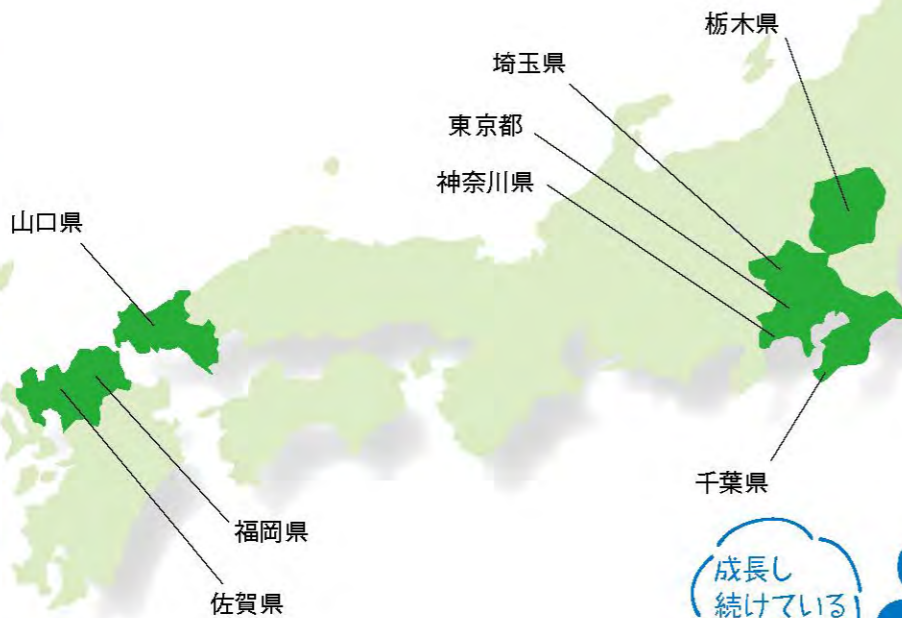 栃木県
埼玉県
東京都
神奈川県
山口県
千葉県
福岡県
佐賀県
成長し
続けている